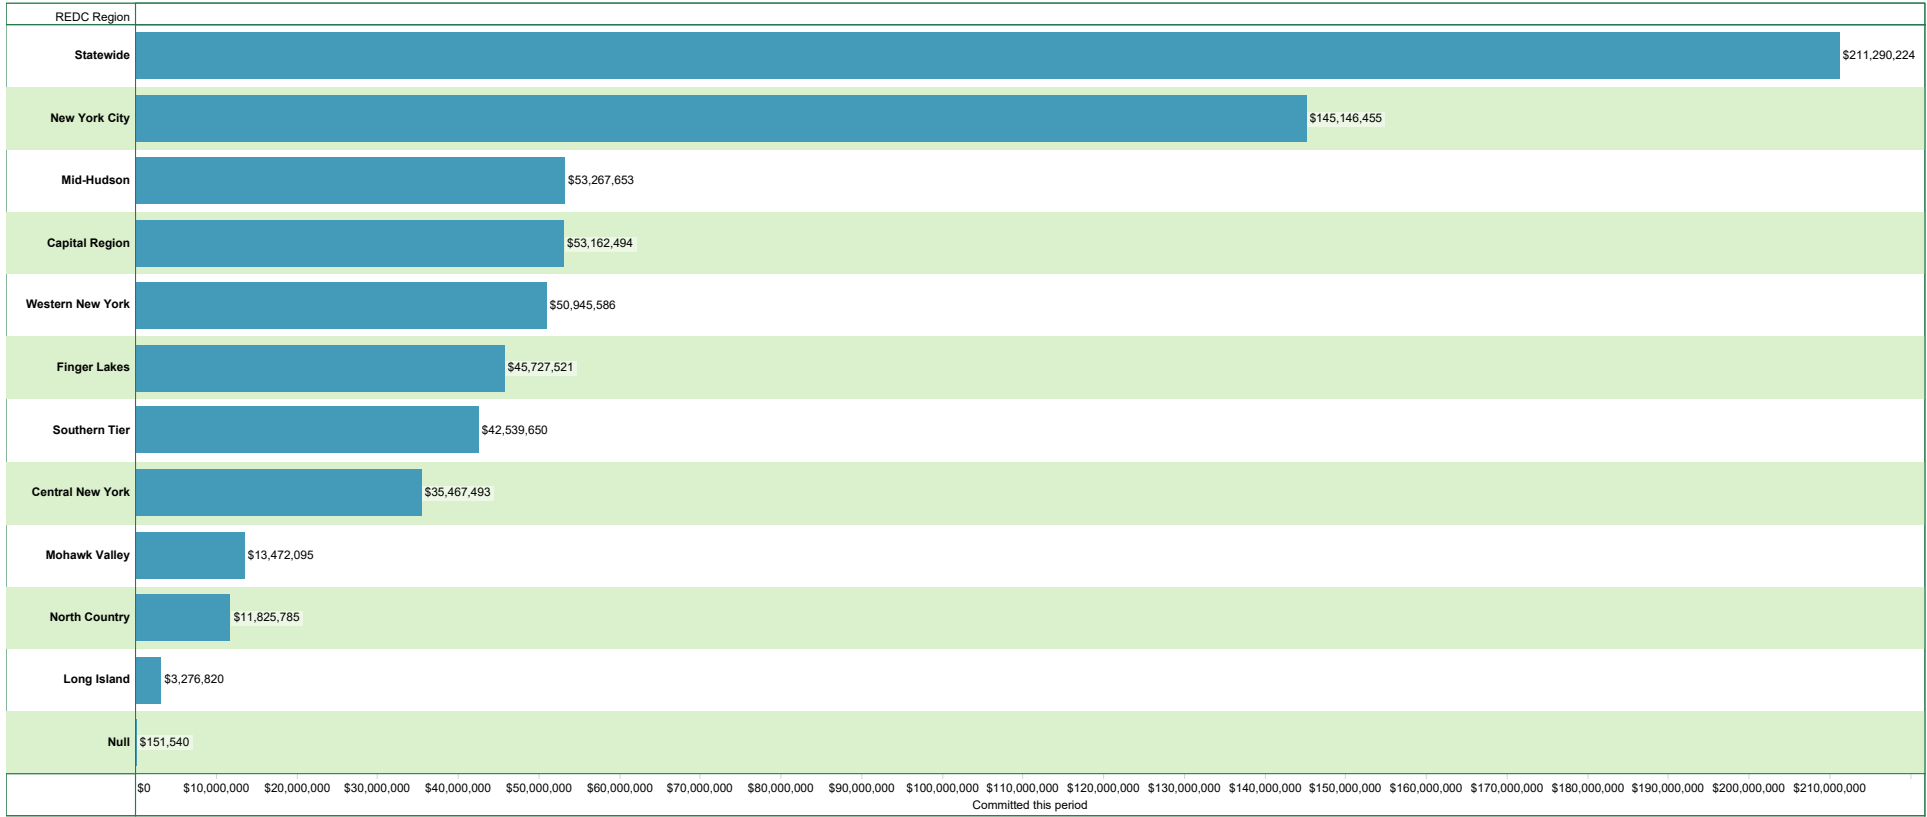 REDC Region
Statewide $211,290,224
New York City $145,146,455
Mid-Hudson $53,267,653
Capital Region $53,162,494
Western New York $50,945,586
Finger Lakes $45,727,521
Southern Tier $42,539,650
Central New York $35,467,493
Mohawk Valley $13,472,095
North Country $11,825,785
Long Island $3,276,820
Null $151,540
$0 $10,000,000 $20,000,000 $30,000,000 $40,000,000 $50,000,000 $60,000,000 $70,000,000 $80,000,000 $90,000,000 $100,000,000 $110,000,000 $120,000,000 $130,000,000 $140,000,000 $150,000,000 $160,000,000 $170,000,000 $180,000,000 $190,000,000 $200,000,000 $210,000,000
Committed this period